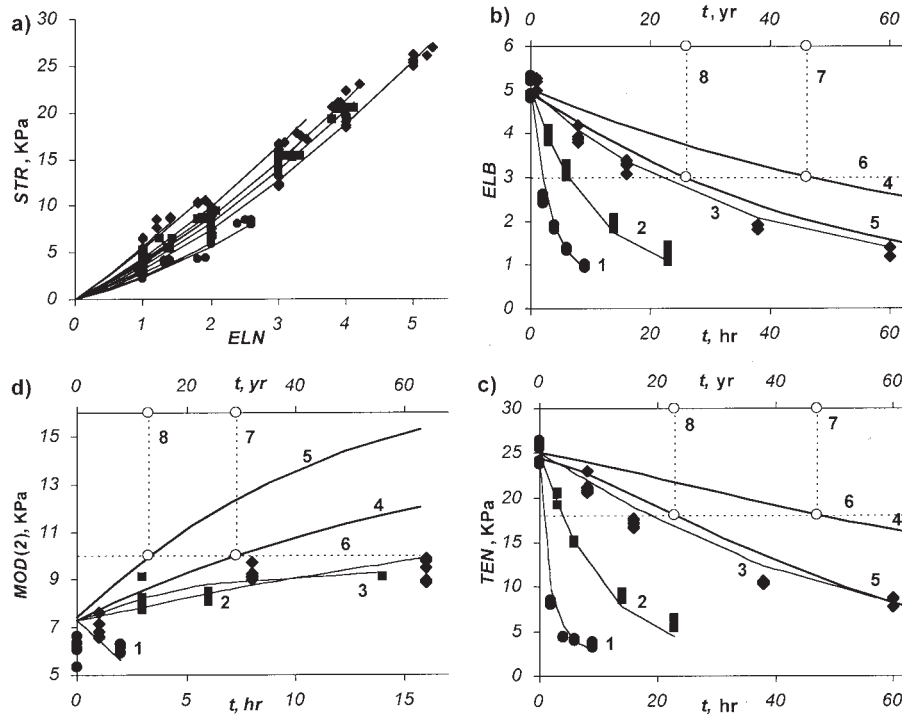 a)
STR, KPa
30
25
20
15
10
5
0
0 1 2 3 4 5
ELN
b)
t, yr
0 20 40 60
ELB
6
5
4
3
2
1
0
8 7
6
4
5
3
2
1
0 20 40 60
t, hr
d)
0 20 40 60
t, yr
MOD(2), KPa
15
13
11
9
7
5
8 7
5
4
6
3
2
1
0 5 10 15
t, hr
c)
0 20 40 60
t, yr
TEN, KPa
30
25
20
15
10
5
0
8 7
6
4
5
3
2
1
0 20 40 60
t, hr